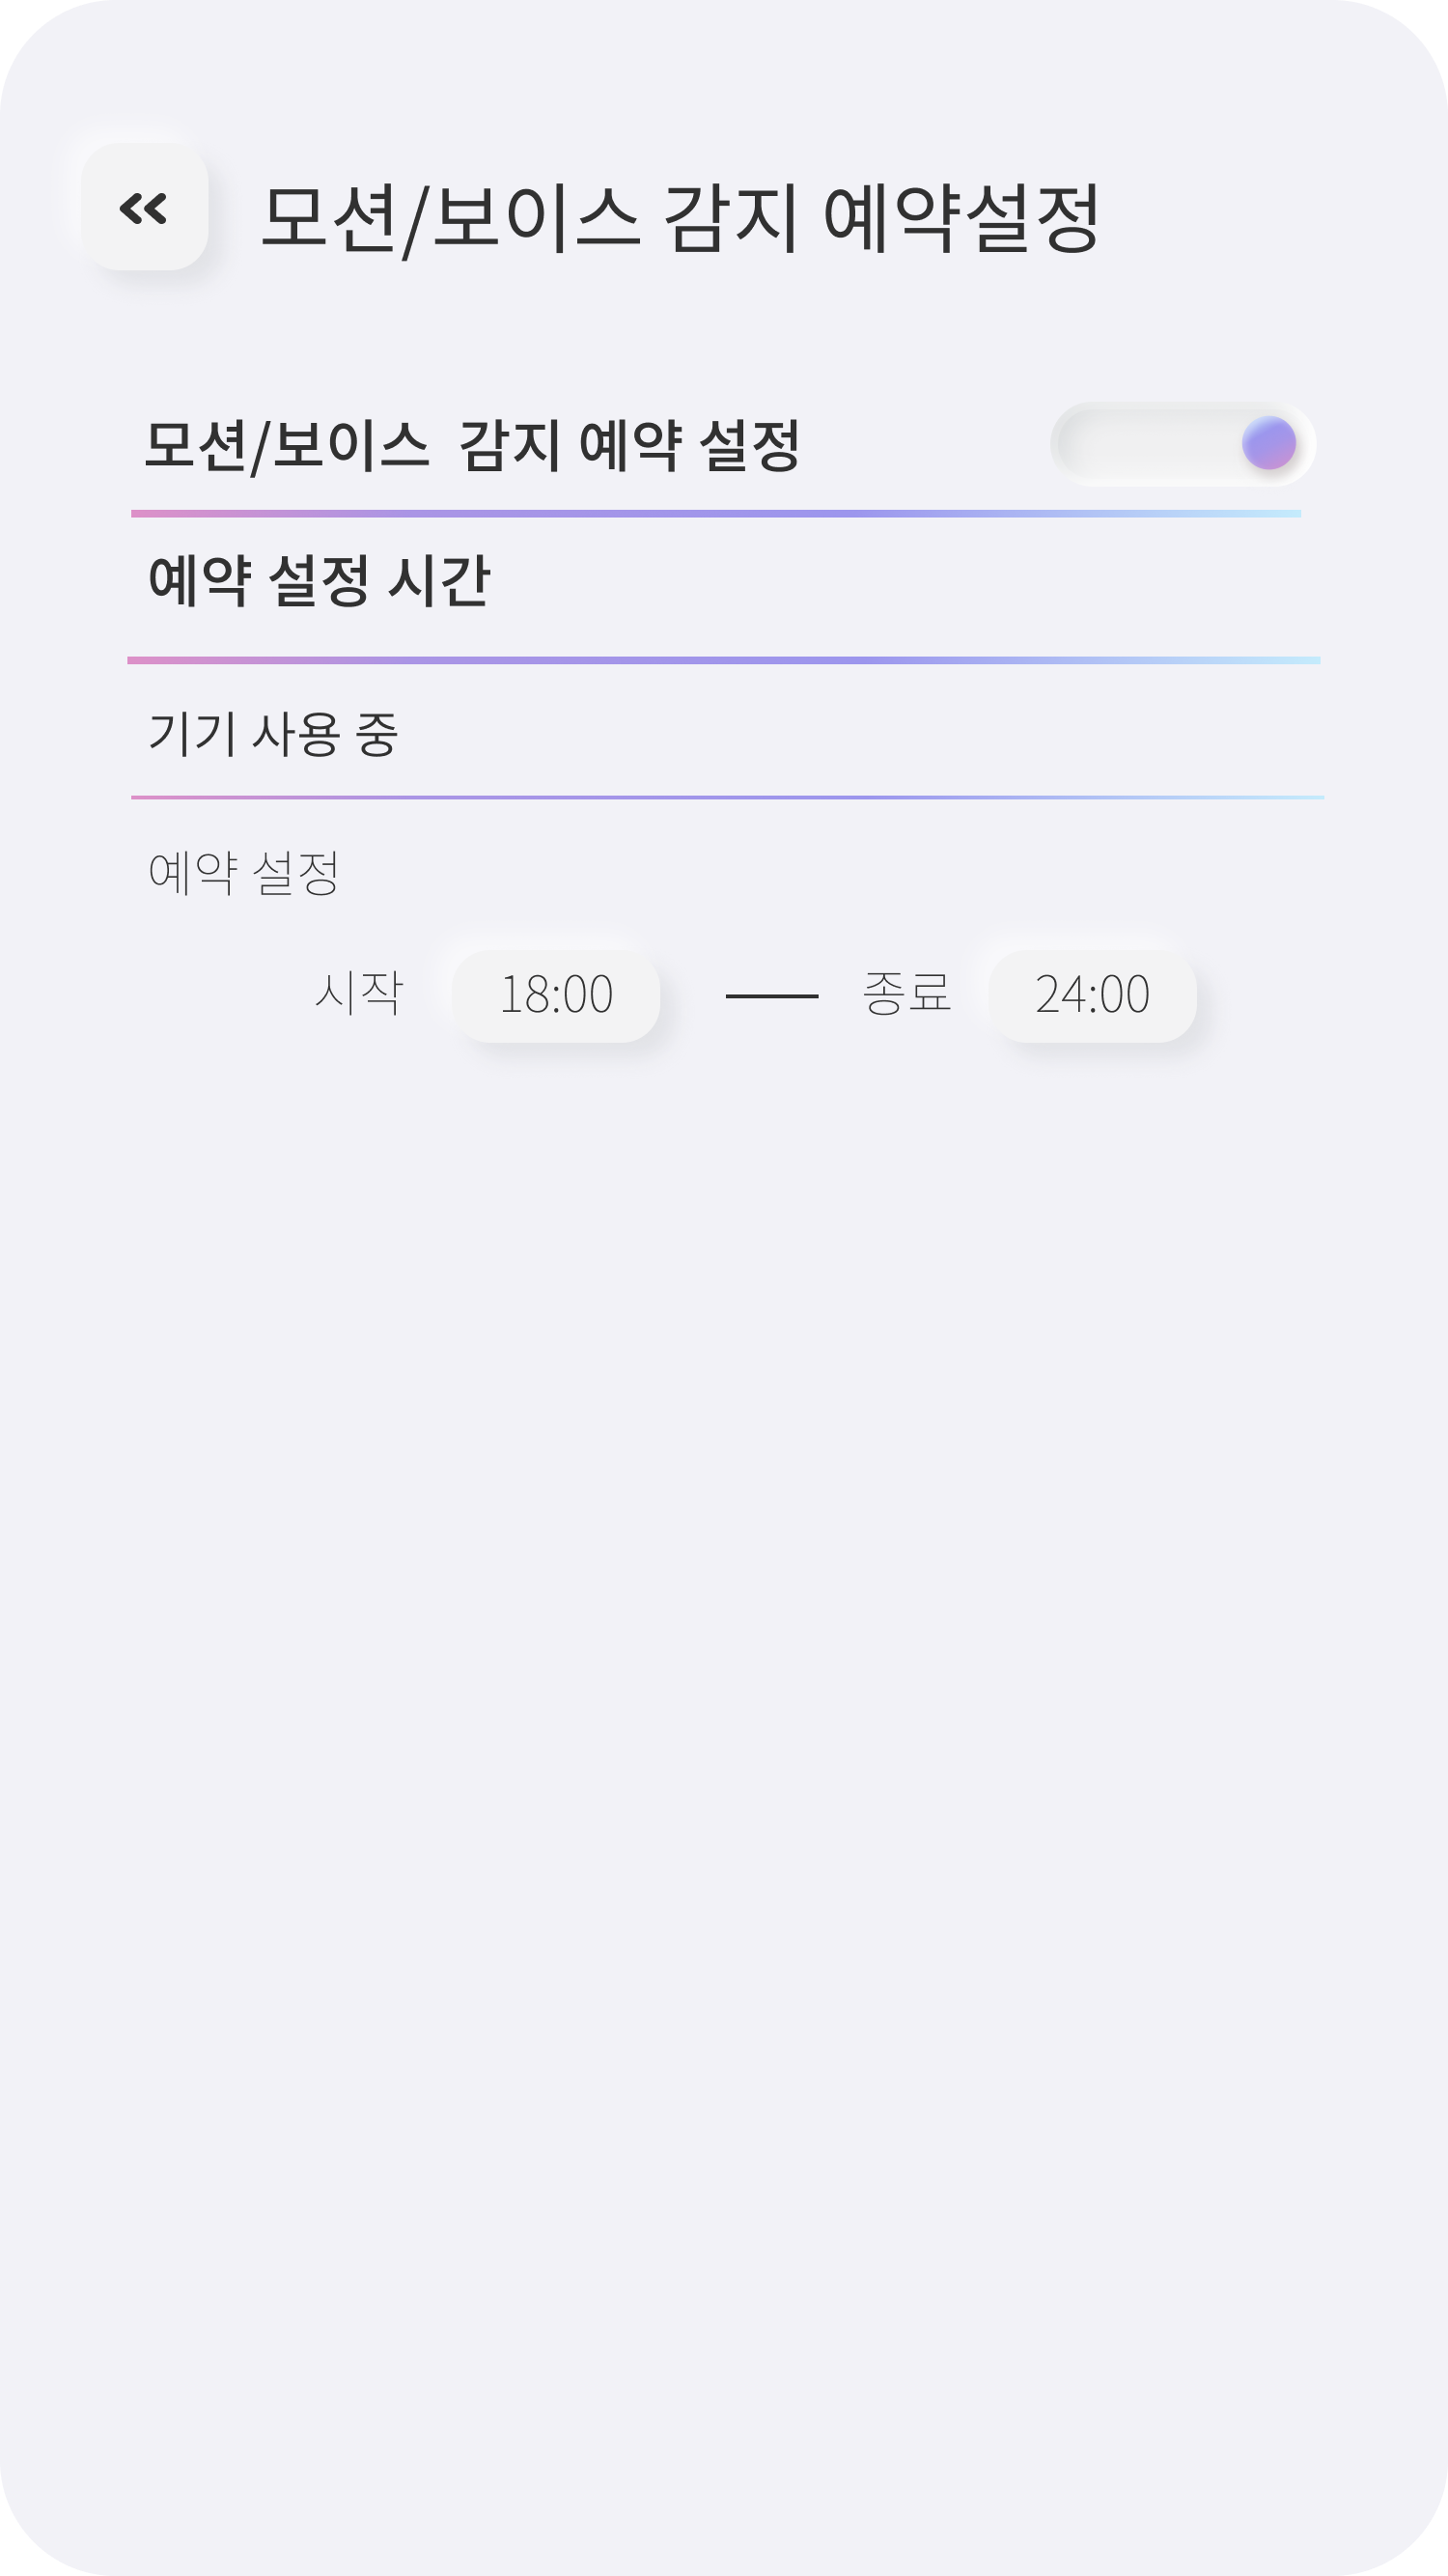 모션/보이스 감지 예약설정
모션/보이스 감지 예약 설정
예약 설정 시간
기기 사용 중
예약 설정
시작 18:00 — 종료 24:00